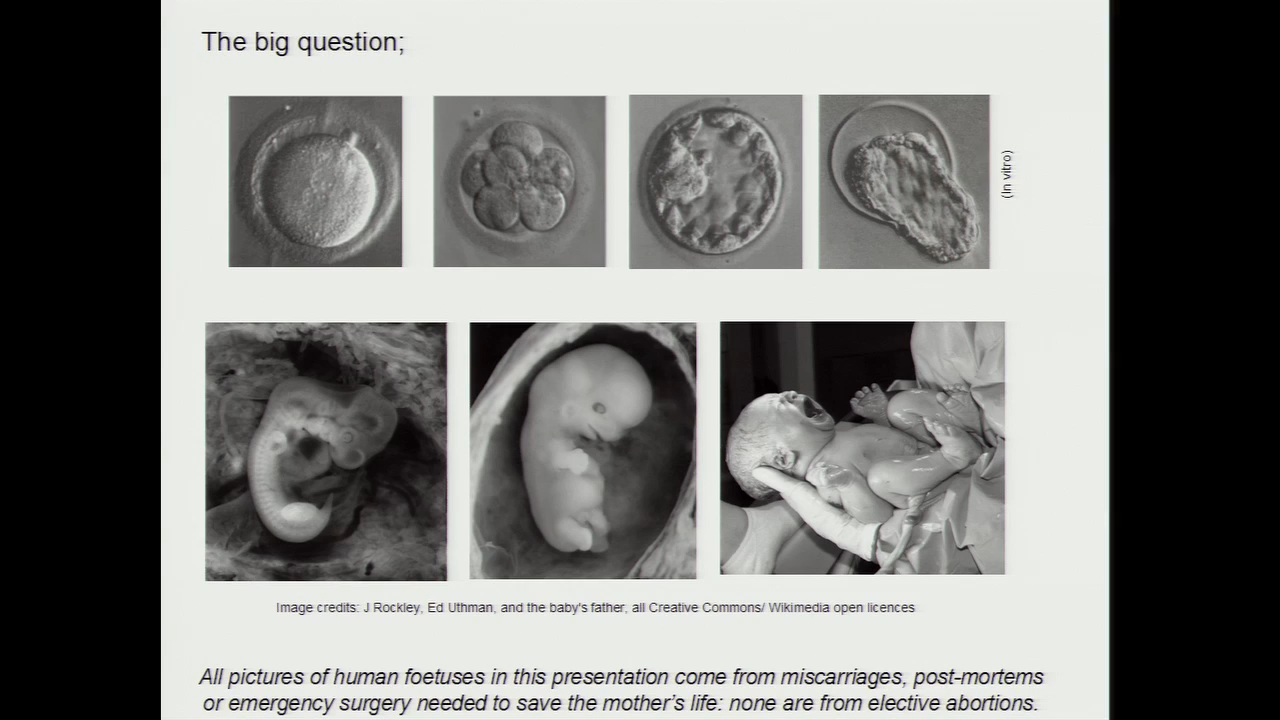 The big question;
(In vitro)
Image credits: J Rockley, Ed Uthman, and the baby's father, all Creative Commons/ Wikimedia open licences
All pictures of human foetuses in this presentation come from miscarriages, post-mortems
or emergency surgery needed to save the mother's life: none are from elective abortions.